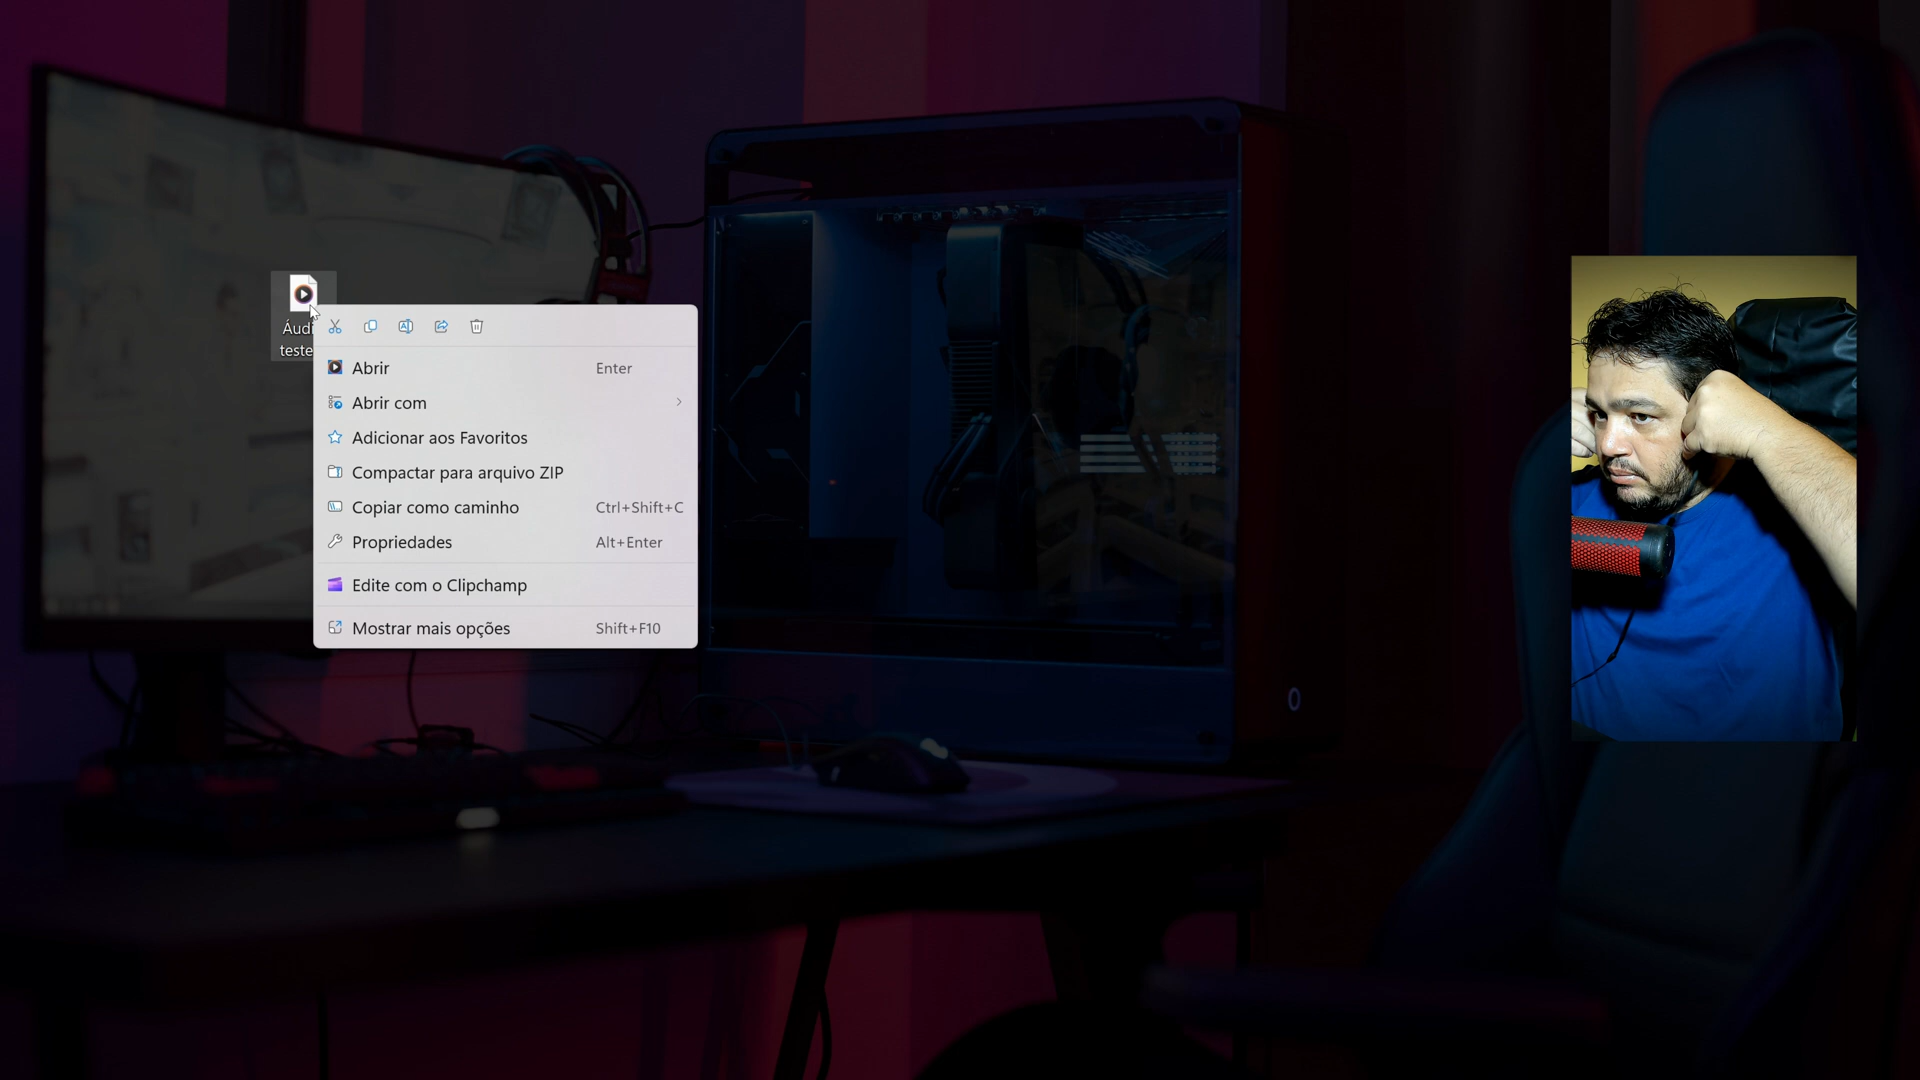 Áudi
teste
Abrir Enter
Abrir com
Adicionar aos Favoritos
Compactar para arquivo ZIP
Copiar como caminho Ctrl+Shift+C
Propriedades Alt+Enter
Edite com o Clipchamp
Mostrar mais opções Shift+F10